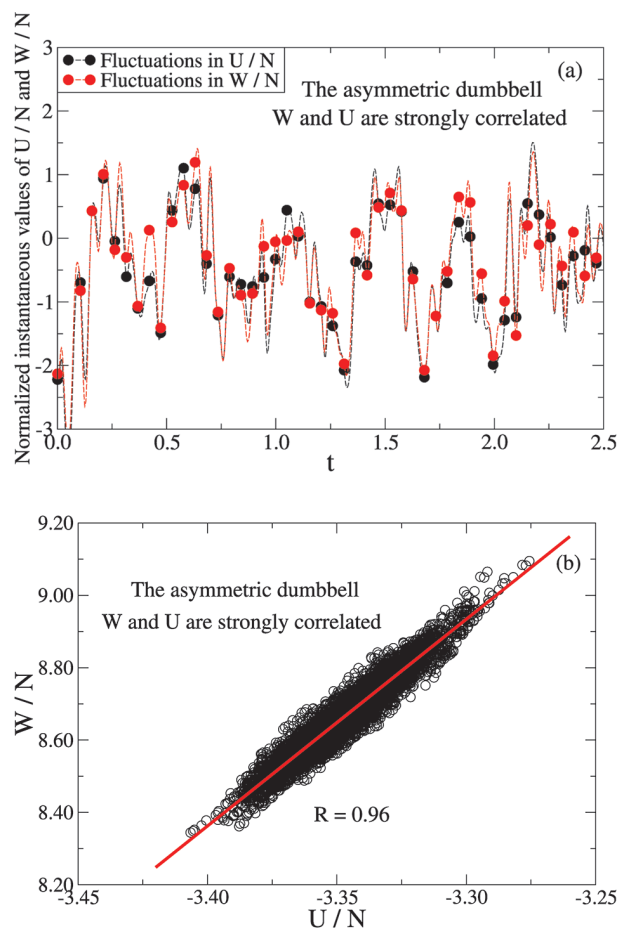 Normalized instantaneous values of U / N and W / N
3
2
1
0
-1
-2
-3
Fluctuations in U / N
Fluctuations in W / N
(a)
The asymmetric dumbbell
W and U are strongly correlated
0.0
0.5
1.0
1.5
2.0
2.5
t
W / N
9.20
9.00
8.80
8.60
8.40
8.20
(b)
The asymmetric dumbbell
W and U are strongly correlated
R = 0.96
-3.45
-3.40
-3.35
-3.30
-3.25
U / N